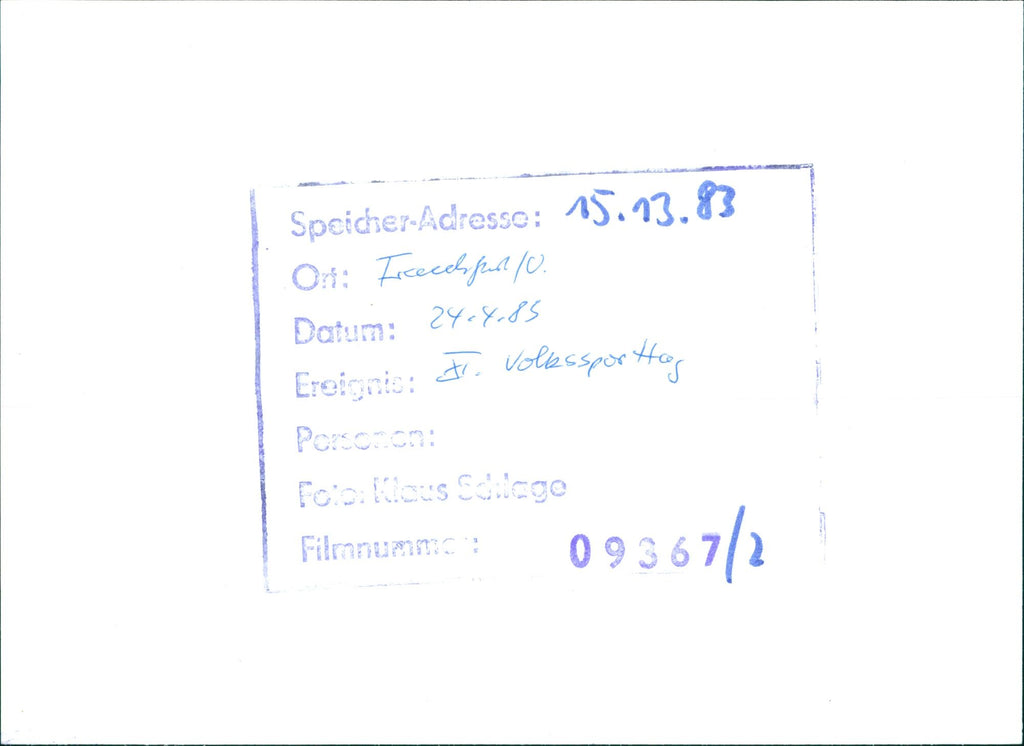 Speicher-Adresse: 15.13.83
Ort: Frankfurt/O.
Datum: 24.4.85
Ereignis: XI. Volkssporttag
Personen:
Foto: Klaus Schlage
Filmnummer: 09367/2